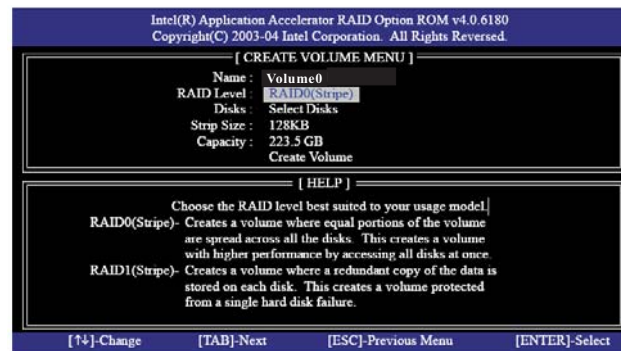 Intel(R) Application Accelerator RAID Option ROM v4.0.6180
Copyright(C) 2003-04 Intel Corporation. All Rights Reversed.
[ CREATE VOLUME MENU ]
Name : Volume0
RAID Level : RAID0(Stripe)
Disks : Select Disks
Strip Size : 128KB
Capacity : 223.5 GB
Create Volume
[ HELP ]
Choose the RAID level best suited to your usage model.
RAID0(Stripe)- Creates a volume where equal portions of the volume
are spread across all the disks. This creates a volume
with higher performance by accessing all disks at once.
RAID1(Stripe)- Creates a volume where a redundant copy of the data is
stored on each disk. This creates a volume protected
from a single hard disk failure.
[↑↓]-Change [TAB]-Next [ESC]-Previous Menu [ENTER]-Select